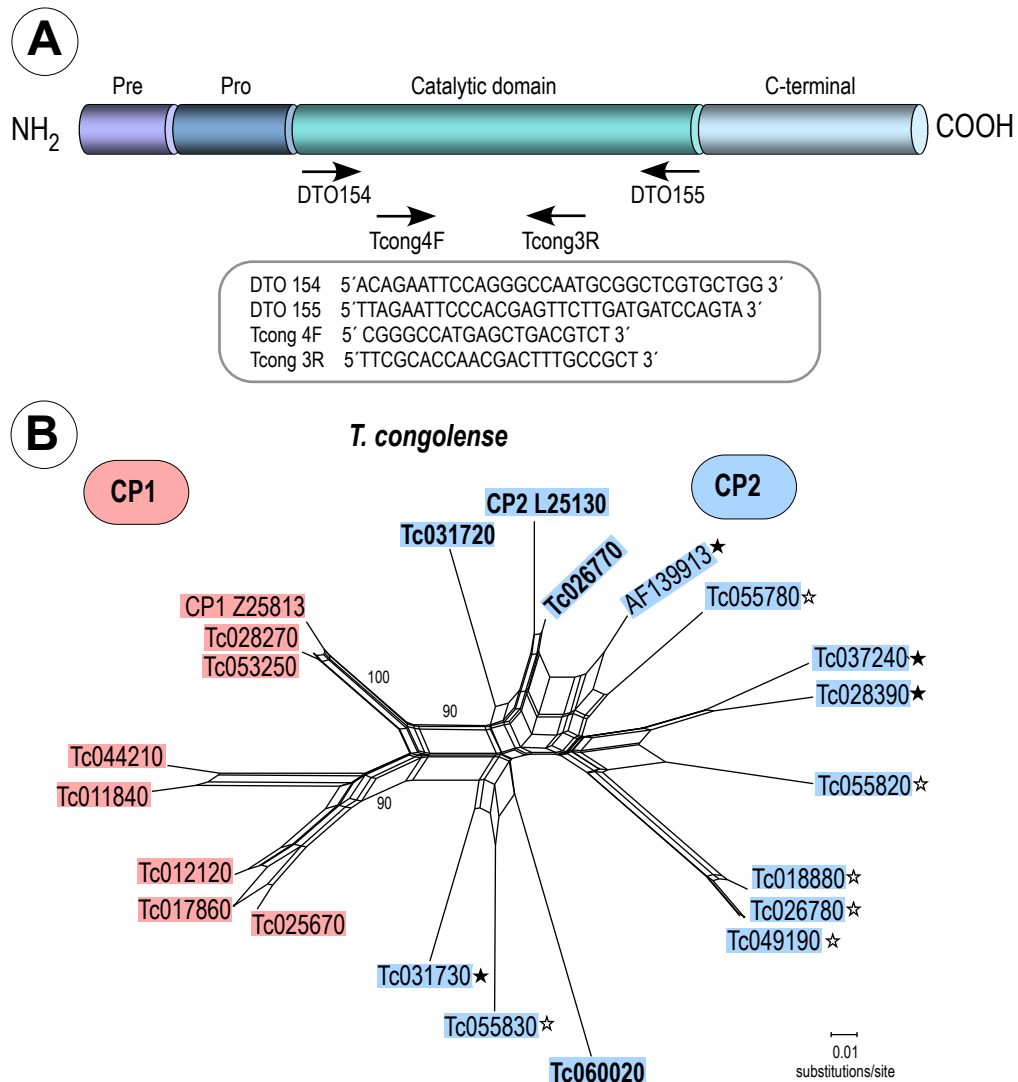 A
Pre Pro Catalytic domain C-terminal
NH2 COOH
DTO154 DTO155
Tcong4F Tcong3R
DTO 154 5´ACAGAATTCCAGGGCCAATGCGGCTCGTGCTGG 3´
DTO 155 5´TTAGAATTCCCACGAGTTCTTGATGATCCAGTA 3´
Tcong 4F 5´ CGGGCCATGAGCTGACGTCT 3´
Tcong 3R 5´TTCGCACCAACGACTTTGCCGCT 3´
B
T. congolense
CP1
CP2
CP2 L25130
Tc031720
Tc026770
AF139913★
Tc055780☆
CP1 Z25813
Tc028270
Tc053250
Tc037240★
Tc028390★
100
90
Tc044210
Tc011840
Tc055820☆
90
Tc012120
Tc017860
Tc025670
Tc018880☆
Tc026780☆
Tc049190☆
Tc031730★
Tc055830☆
Tc060020
0.01
substitutions/site